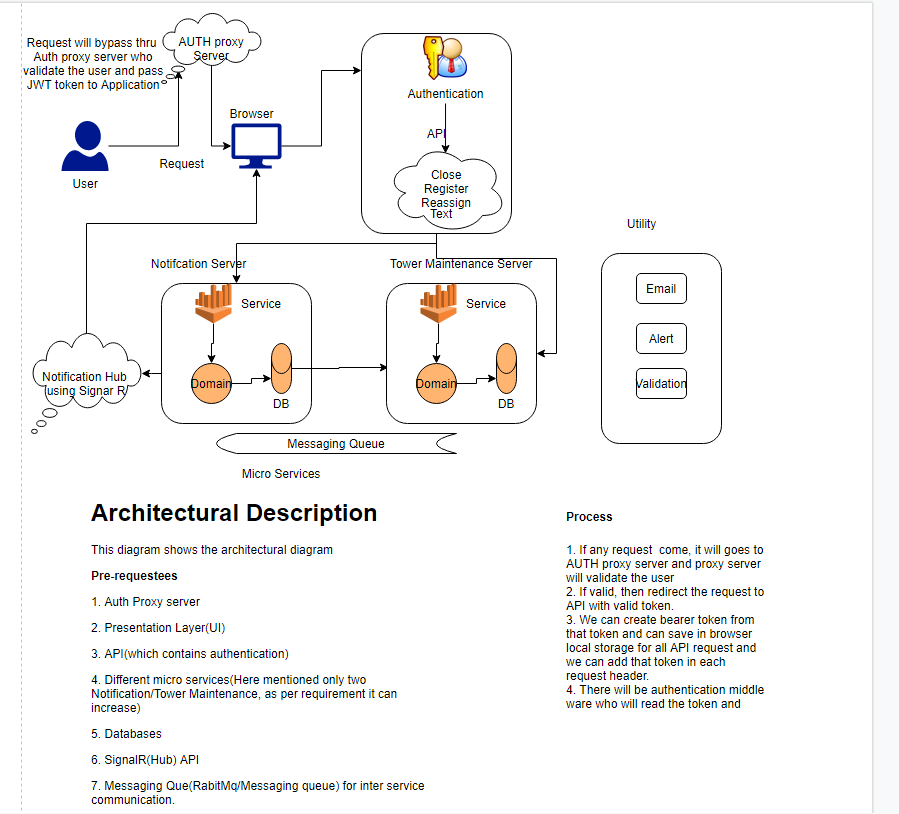 Request will bypass thru
Auth proxy server who
validate the user and pass
JWT token to Application
AUTH proxy
Server
Browser
Request
User
Authentication
API
Close
Register
Reassign
Text
Utility
Email
Alert
Validation
Notifcation Server
Service
Domain
DB
Tower Maintenance Server
Service
Domain
DB
Notification Hub
(using Signar R)
Messaging Queue
Micro Services
Architectural Description
This diagram shows the architectural diagram
Pre-requestees
1. Auth Proxy server
2. Presentation Layer(UI)
3. API(which contains authentication)
4. Different micro services(Here mentioned only two
Notification/Tower Maintenance, as per requirement it can
increase)
5. Databases
6. SignalR(Hub) API
7. Messaging Que(RabitMq/Messaging queue) for inter service
communication.
Process
1. If any request come, it will goes to
AUTH proxy server and proxy server
will validate the user
2. If valid, then redirect the request to
API with valid token.
3. We can create bearer token from
that token and can save in browser
local storage for all API request and
we can add that token in each
request header.
4. There will be authentication middle
ware who will read the token and